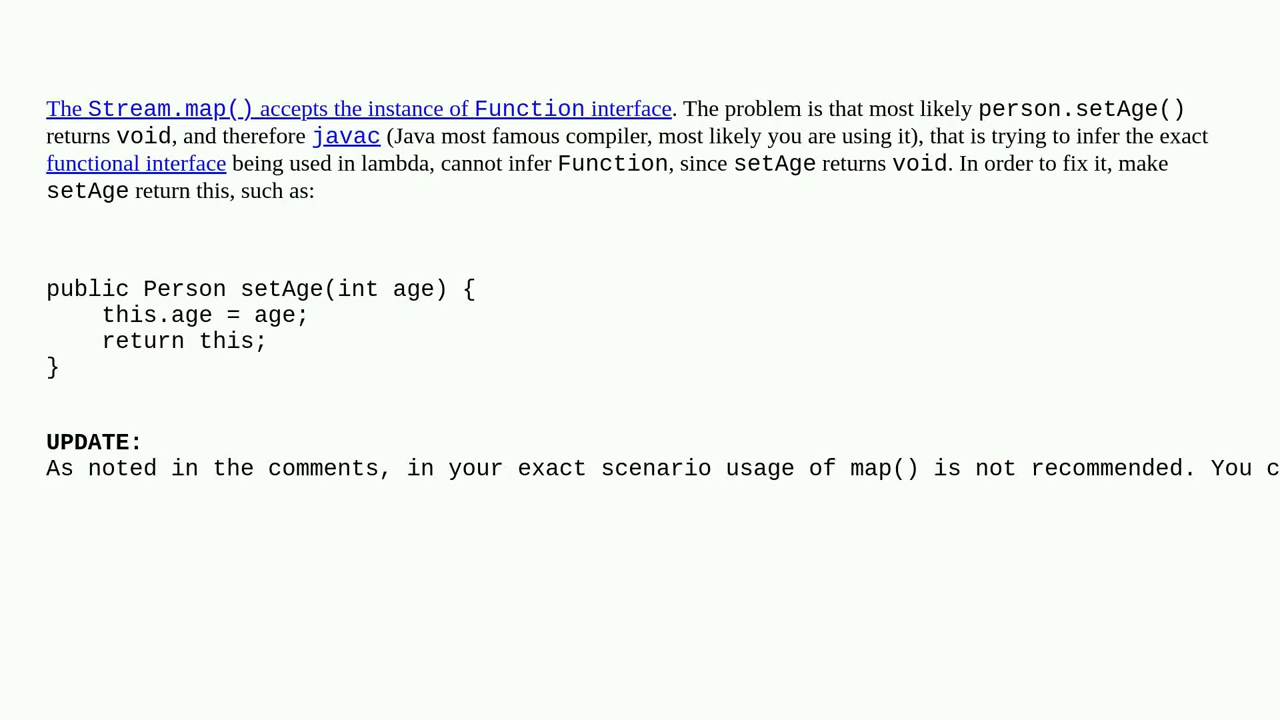 The Stream.map() accepts the instance of Function interface. The problem is that most likely person.setAge()
returns void, and therefore javac (Java most famous compiler, most likely you are using it), that is trying to infer the exact
functional interface being used in lambda, cannot infer Function, since setAge returns void. In order to fix it, make
setAge return this, such as:
public Person setAge(int age) {
    this.age = age;
    return this;
}
UPDATE:
As noted in the comments, in your exact scenario usage of map() is not recommended. You c